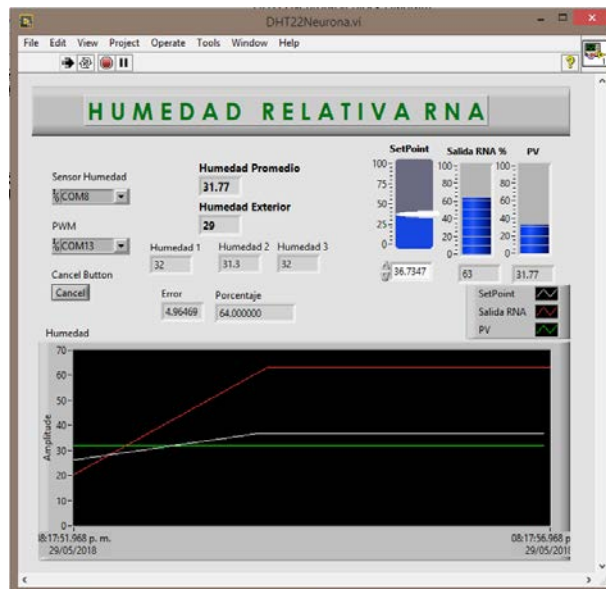 DHT22Neurona.vi
File Edit View Project Operate Tools Window Help
HUMEDAD RELATIVA RNA
Sensor Humedad
COM8
PWM
COM13
Cancel Button
Cancel
Humedad Promedio
31.77
Humedad Exterior
29
Humedad 1 Humedad 2 Humedad 3
32 31.3 32
Error Porcentaje
4.96469 64.000000
SetPoint Salida RNA % PV
100 100 100
75 80 80
50 60 60
25 40 40
0 20 20
0 0
36.7347 63 31.77
SetPoint
Salida RNA
PV
Humedad
Amplitude
70
60
50
40
30
20
10
0
08:17:51.968 p. m.
29/05/2018
08:17:56.968 p
29/05/201